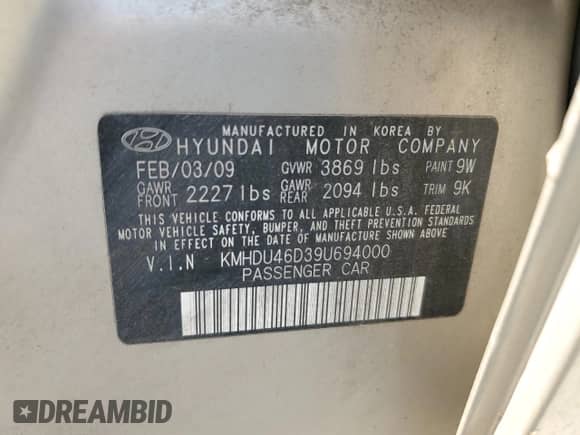 MANUFACTURED IN KOREA BY
HYUNDAI MOTOR COMPANY
FEB/03/09 GVWR 3869 lbs PAINT 9W
GAWR FRONT 2227 lbs GAWR REAR 2094 lbs TRIM 9K
THIS VEHICLE CONFORMS TO ALL APPLICABLE U.S.A. FEDERAL
MOTOR VEHICLE SAFETY, BUMPER, AND THEFT PREVENTION STANDARDS
IN EFFECT ON THE DATE OF MANUFACTURE SHOWN ABOVE.
V.I.N KMHDU46D39U694000
PASSENGER CAR
DREAMBID